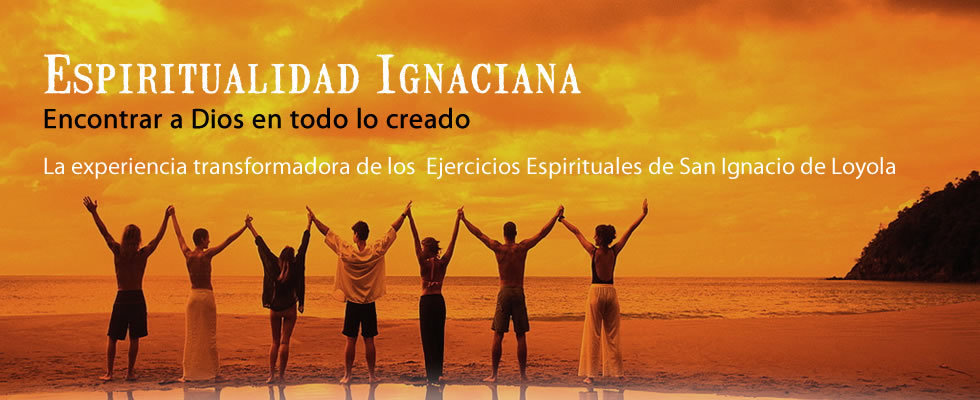 Espiritualidad Ignaciana
Encontrar a Dios en todo lo creado
La experiencia transformadora de los Ejercicios Espirituales de San Ignacio de Loyola